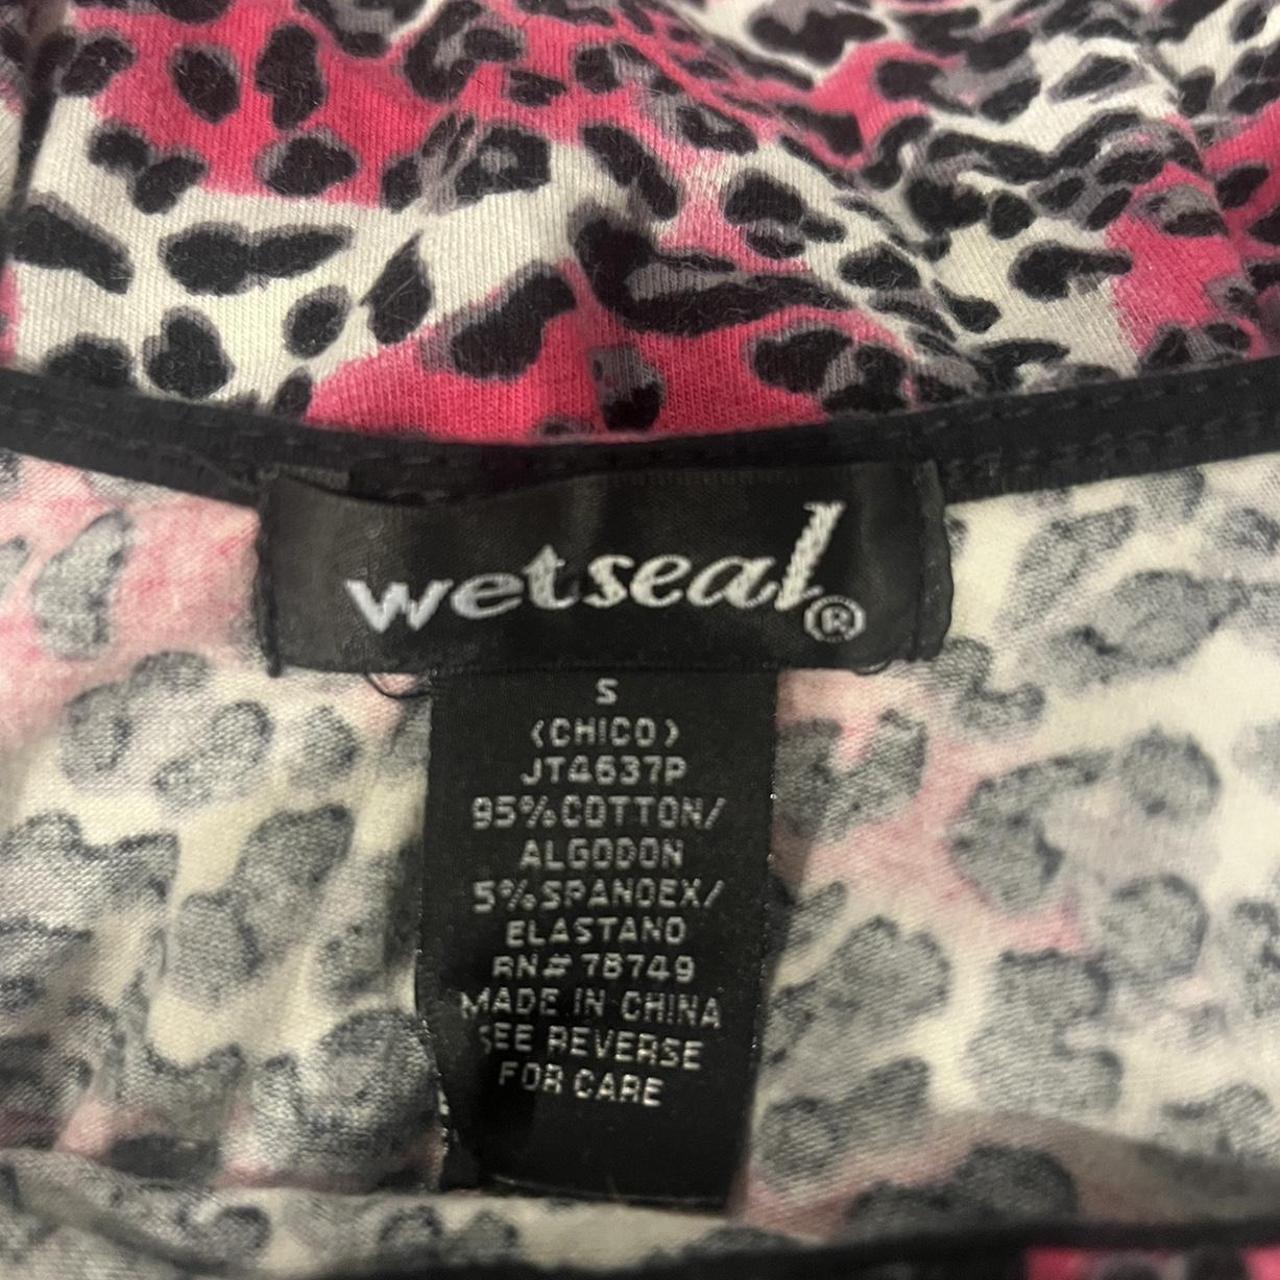 wetseal®
S
(CHICO)
JT4637P
95%COTTON/
ALGODON
5%SPANDEX/
ELASTANO
RN# 78749
MADE IN CHINA
SEE REVERSE
FOR CARE